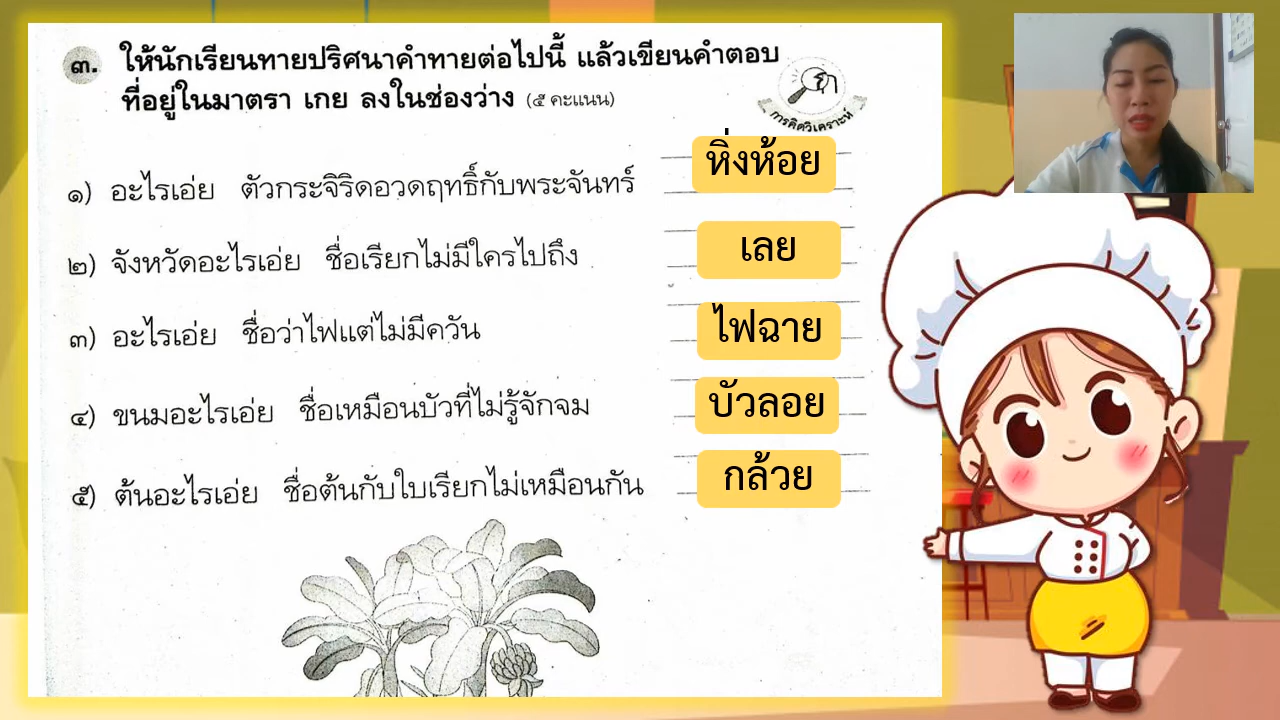 ๓. ให้นักเรียนทายปริศนาคำทายต่อไปนี้ แล้วเขียนคำตอบ
ที่อยู่ในมาตรา เกย ลงในช่องว่าง (๕ คะแนน)
การคิดวิเคราะห์
๑) อะไรเอ่ย ตัวกระจิริดอวดฤทธิ์กับพระจันทร์ หิ่งห้อย
๒) จังหวัดอะไรเอ่ย ชื่อเรียกไม่มีใครไปถึง เลย
๓) อะไรเอ่ย ชื่อว่าไฟแต่ไม่มีควัน ไฟฉาย
๔) ขนมอะไรเอ่ย ชื่อเหมือนบัวที่ไม่รู้จักจม บัวลอย
๕) ต้นอะไรเอ่ย ชื่อต้นกับใบเรียกไม่เหมือนกัน กล้วย